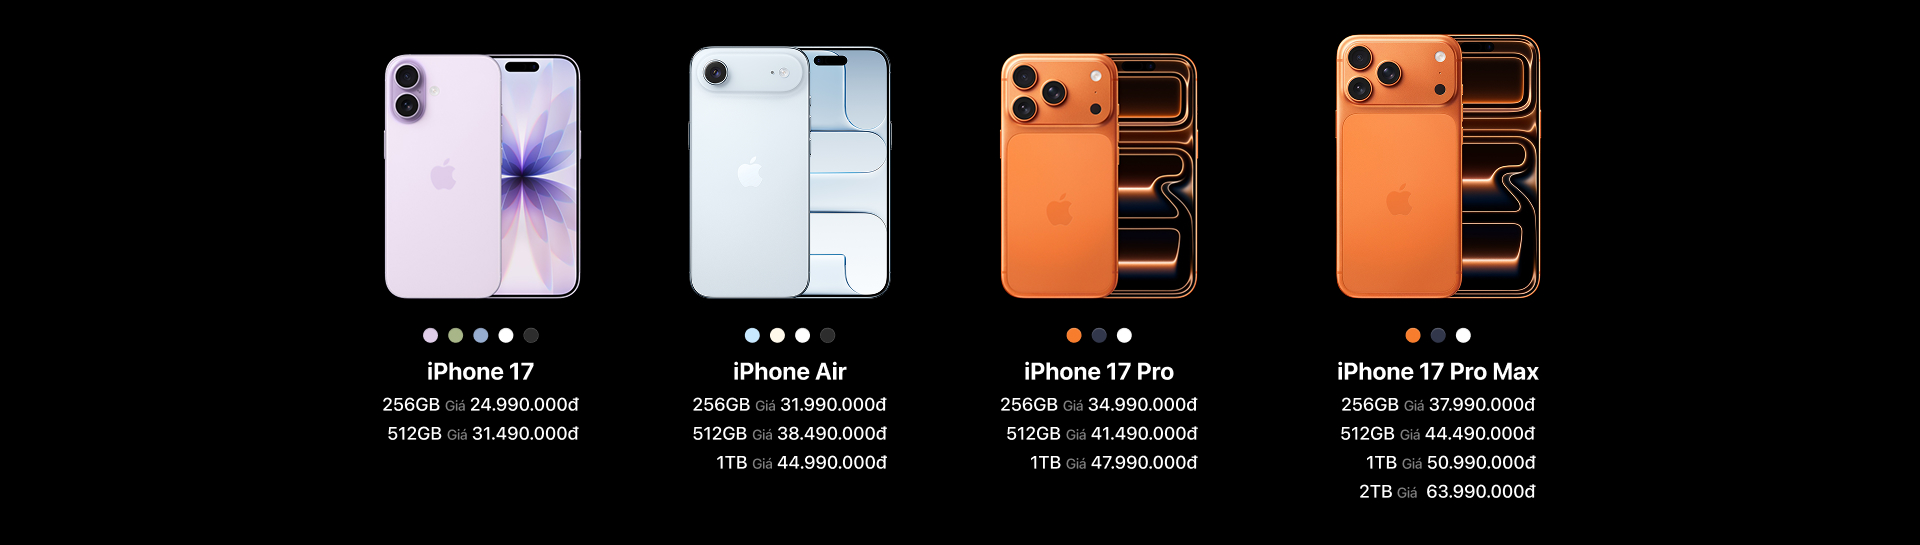 iPhone 17
256GB Giá 24.990.000đ
512GB Giá 31.490.000đ
iPhone Air
256GB Giá 31.990.000đ
512GB Giá 38.490.000đ
1TB Giá 44.990.000đ
iPhone 17 Pro
256GB Giá 34.990.000đ
512GB Giá 41.490.000đ
1TB Giá 47.990.000đ
iPhone 17 Pro Max
256GB Giá 37.990.000đ
512GB Giá 44.490.000đ
1TB Giá 50.990.000đ
2TB Giá 63.990.000đ